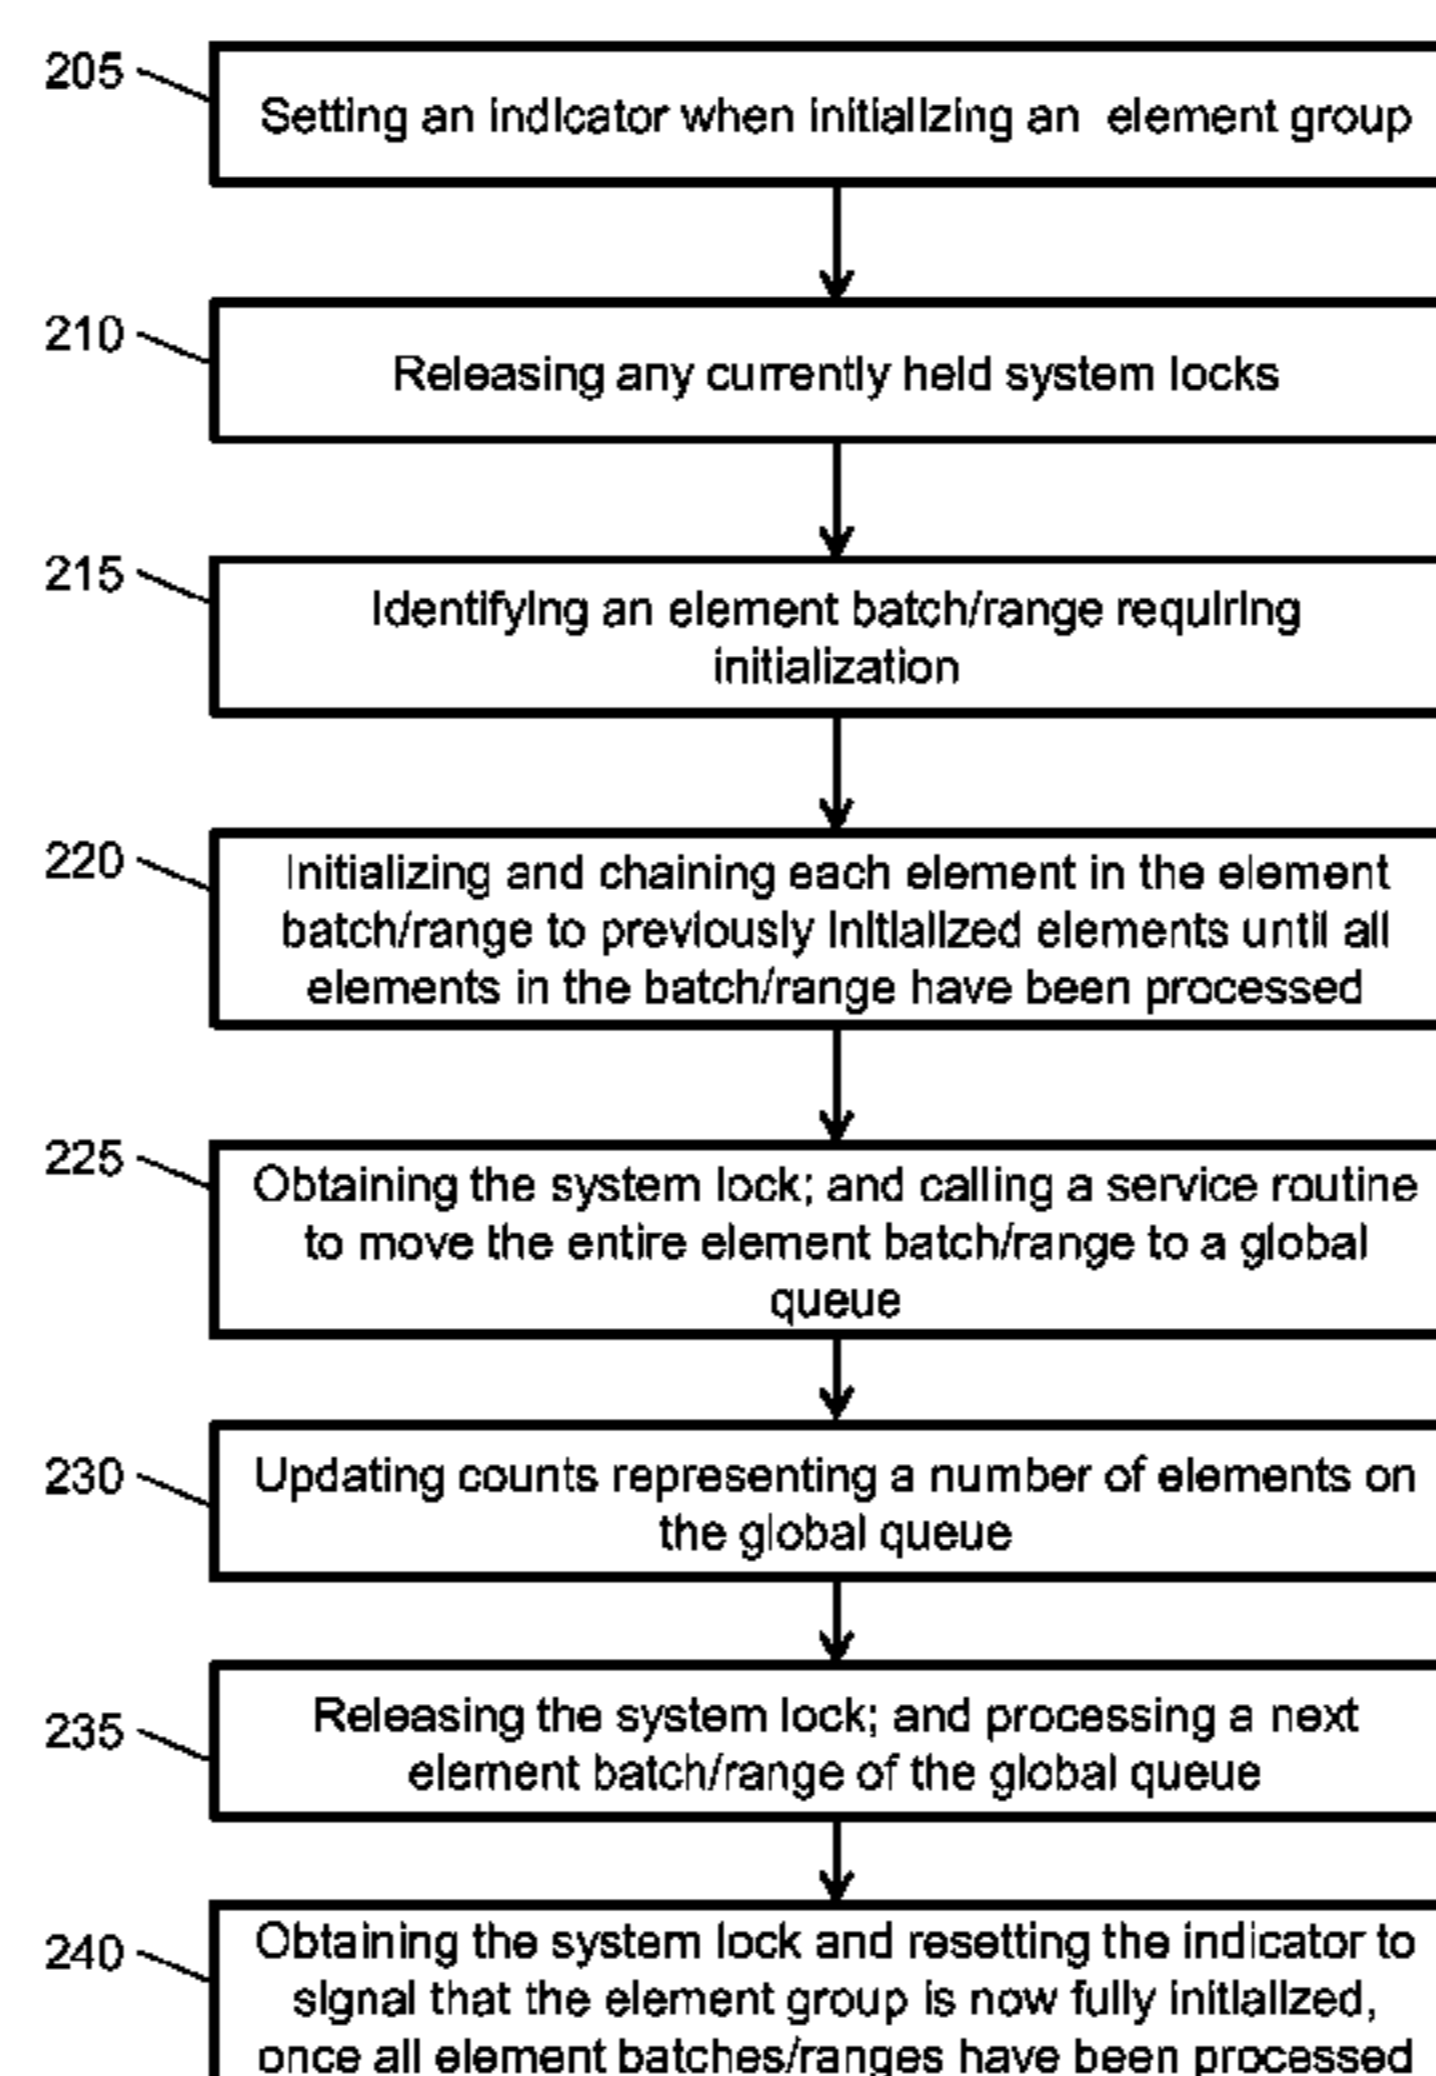 205
Setting an indicator when initializing an element group
210
Releasing any currently held system locks
215
Identifying an element batch/range requiring
initialization
220
Initializing and chaining each element in the element
batch/range to previously initialized elements until all
elements in the batch/range have been processed
225
Obtaining the system lock; and calling a service routine
to move the entire element batch/range to a global
queue
230
Updating counts representing a number of elements on
the global queue
235
Releasing the system lock; and processing a next
element batch/range of the global queue
240
Obtaining the system lock and resetting the indicator to
signal that the element group is now fully initialized,
once all element batches/ranges have been processed